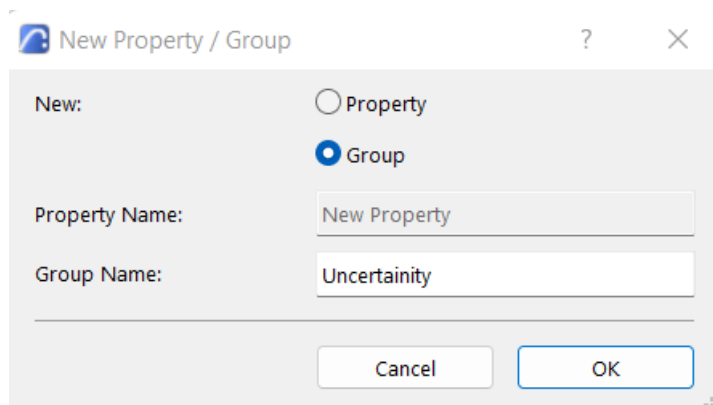 New Property / Group
New:
Property
Group
Property Name:
New Property
Group Name:
Uncertainity
Cancel
OK